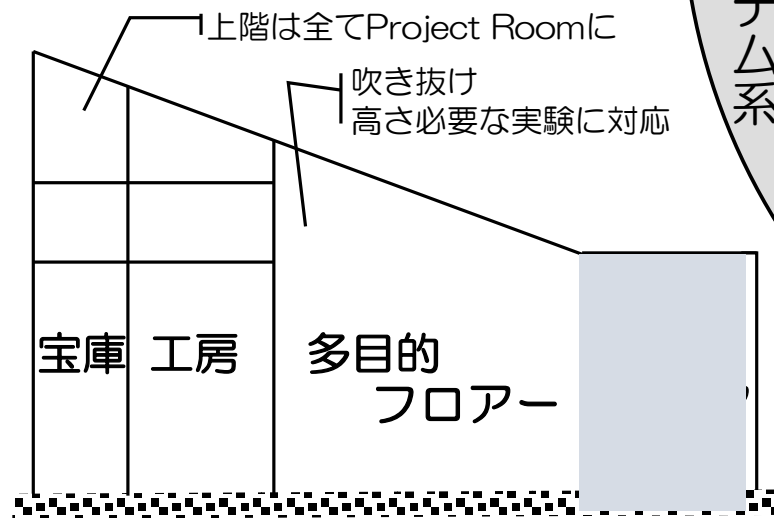 上階は全てProject Roomに
吹き抜け
高さ必要な実験に対応
ム系
宝庫
工房
多目的
フロアー